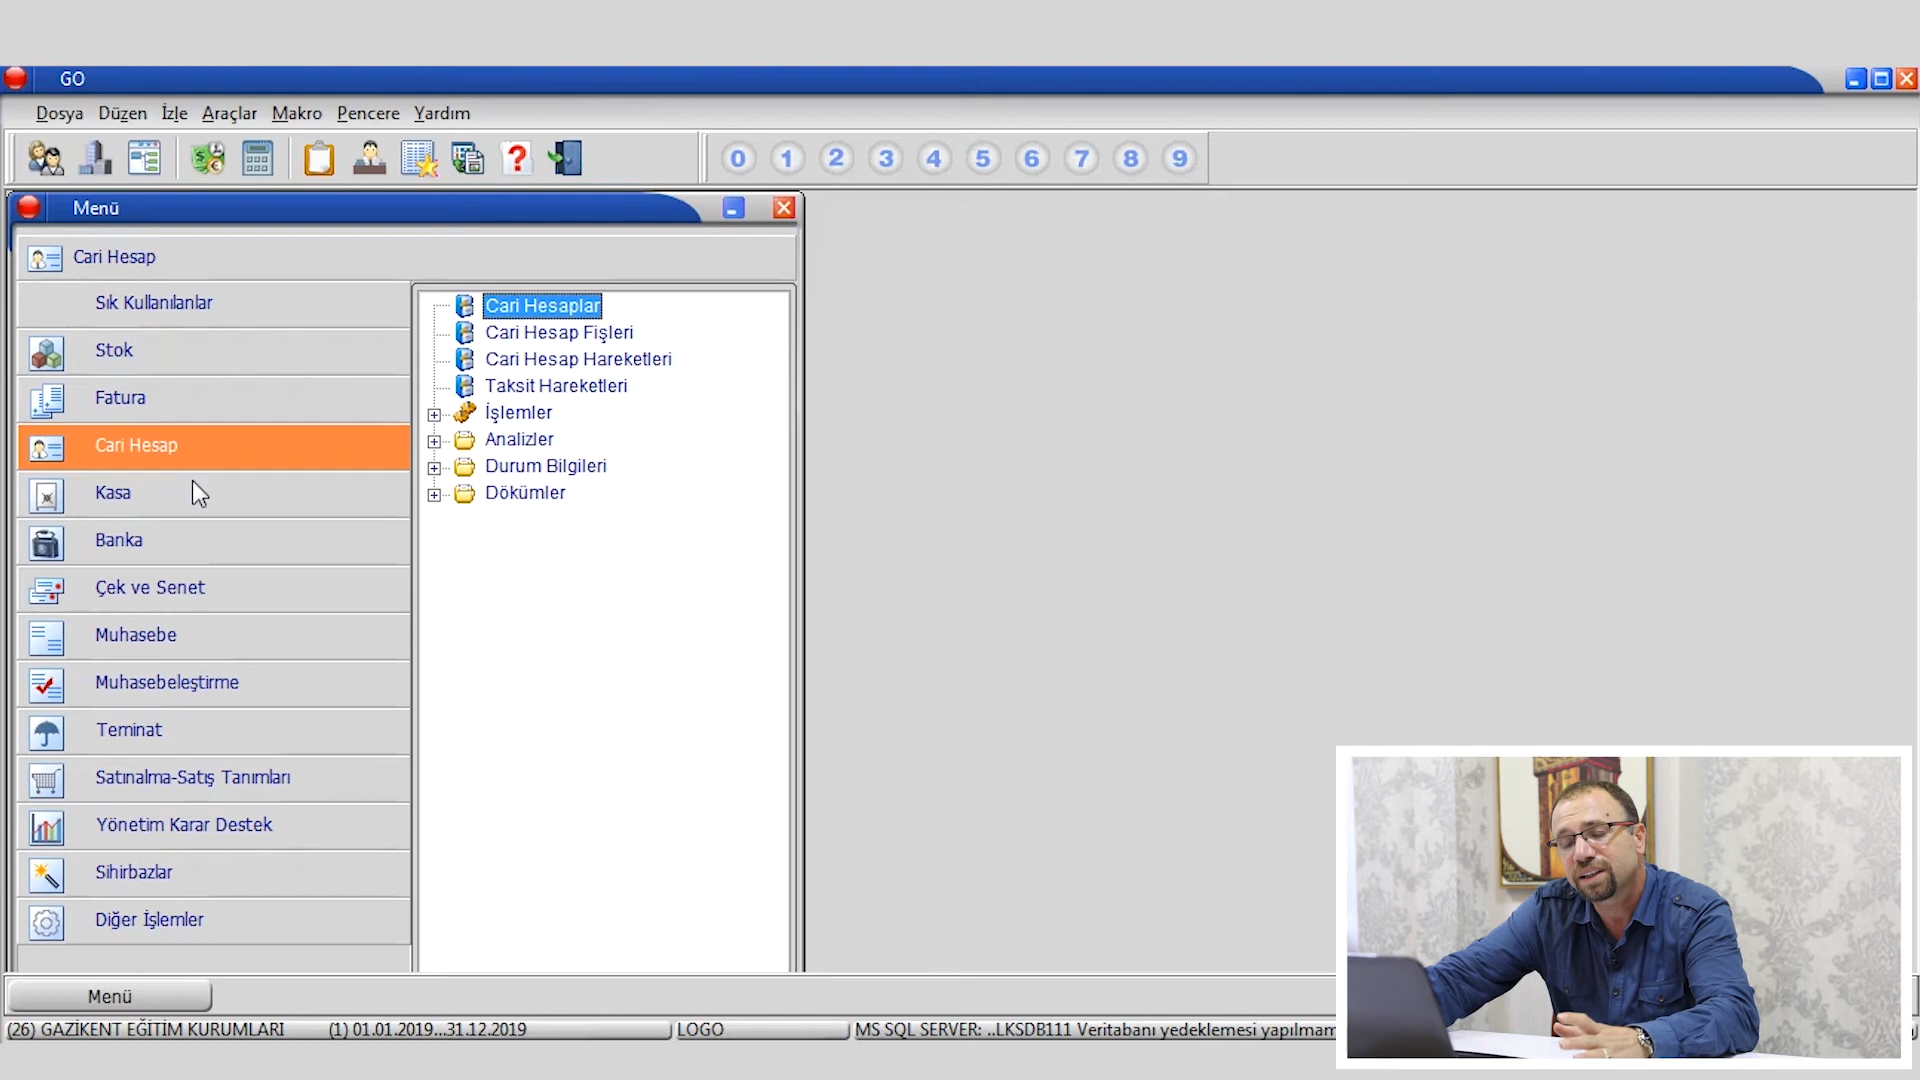 GO
Dosya Düzen İzle Araçlar Makro Pencere Yardım
0 1 2 3 4 5 6 7 8 9
Menü
Cari Hesap
Sık Kullanılanlar
Stok
Fatura
Cari Hesap
Kasa
Banka
Çek ve Senet
Muhasebe
Muhasebeleştirme
Teminat
Satınalma-Satış Tanımları
Yönetim Karar Destek
Sihirbazlar
Diğer İşlemler
Cari Hesaplar
Cari Hesap Fişleri
Cari Hesap Hareketleri
Taksit Hareketleri
İşlemler
Analizler
Durum Bilgileri
Dökümler
Menü
(26) GAZİKENT EĞİTİM KURUMLARI (1) 01.01.2019...31.12.2019 LOGO MS SQL SERVER: ..LKSDB111 Veritabanı yedeklemesi yapılmam